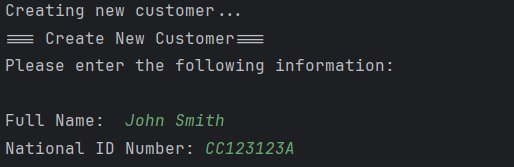 Creating new customer...
=== Create New Customer===
Please enter the following information:
Full Name:  John Smith
National ID Number: CC123123A